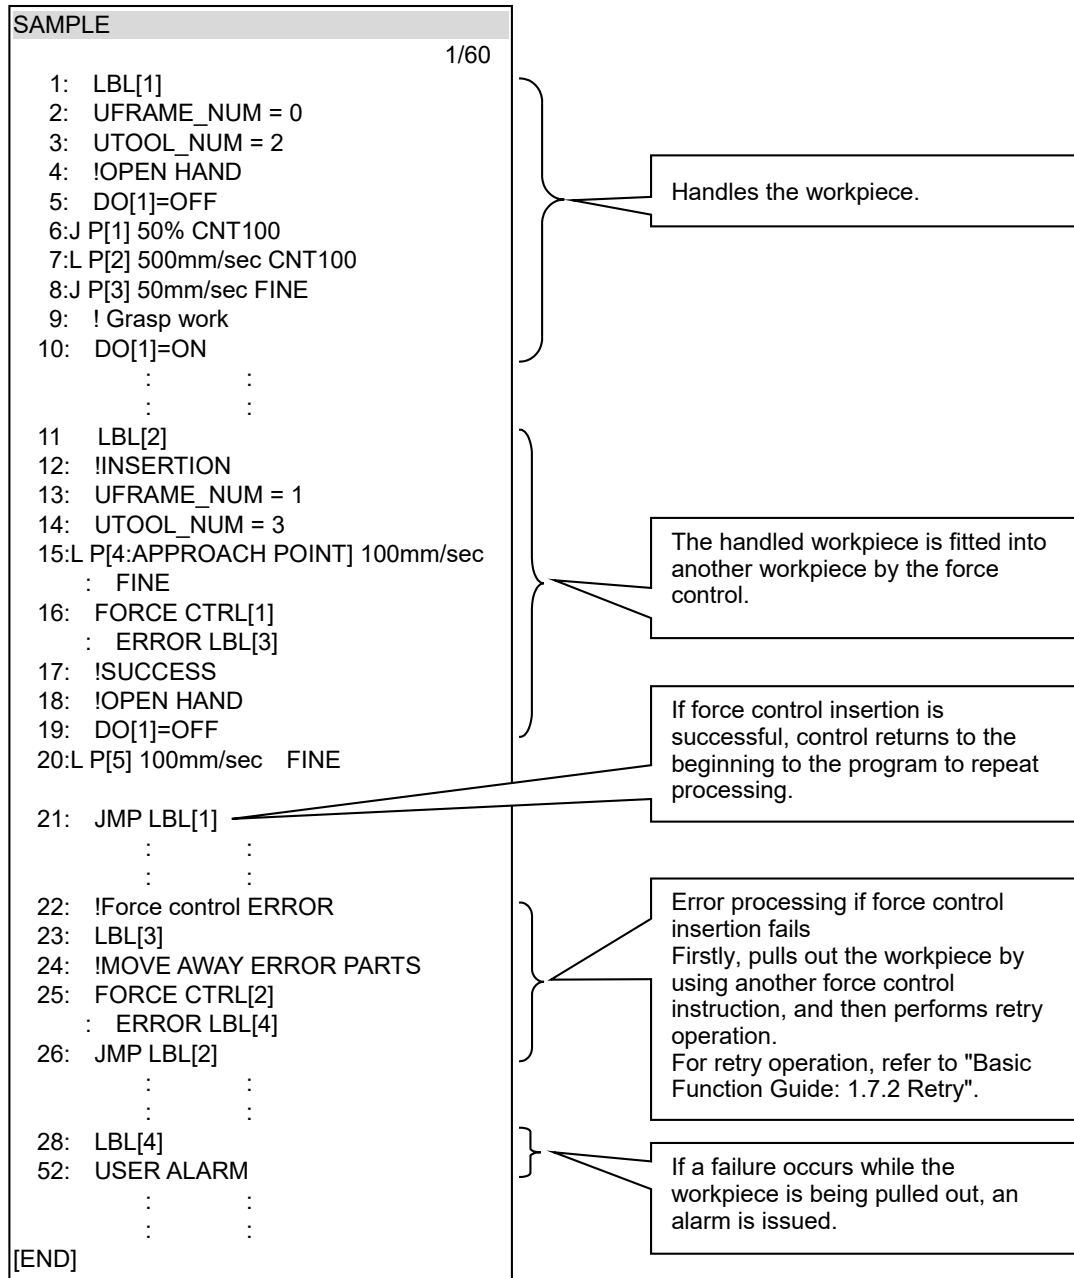 SAMPLE
1/60
1: LBL[1]
2: UFRAME_NUM = 0
3: UTOOL_NUM = 2
4: !OPEN HAND
5: DO[1]=OFF
6:J P[1] 50% CNT100
7:L P[2] 500mm/sec CNT100
8:J P[3] 50mm/sec FINE
9: ! Grasp work
10: DO[1]=ON
: :
: :
Handles the workpiece.
11 LBL[2]
12: !INSERTION
13: UFRAME_NUM = 1
14: UTOOL_NUM = 3
15:L P[4:APPROACH POINT] 100mm/sec
: FINE
16: FORCE CTRL[1]
: ERROR LBL[3]
17: !SUCCESS
18: !OPEN HAND
19: DO[1]=OFF
20:L P[5] 100mm/sec FINE
The handled workpiece is fitted into
another workpiece by the force
control.
21: JMP LBL[1]
: :
: :
If force control insertion is
successful, control returns to the
beginning to the program to repeat
processing.
22: !Force control ERROR
23: LBL[3]
24: !MOVE AWAY ERROR PARTS
25: FORCE CTRL[2]
: ERROR LBL[4]
26: JMP LBL[2]
: :
: :
Error processing if force control
insertion fails
Firstly, pulls out the workpiece by
using another force control
instruction, and then performs retry
operation.
For retry operation, refer to "Basic
Function Guide: 1.7.2 Retry".
28: LBL[4]
52: USER ALARM
: :
: :
If a failure occurs while the
workpiece is being pulled out, an
alarm is issued.
[END]